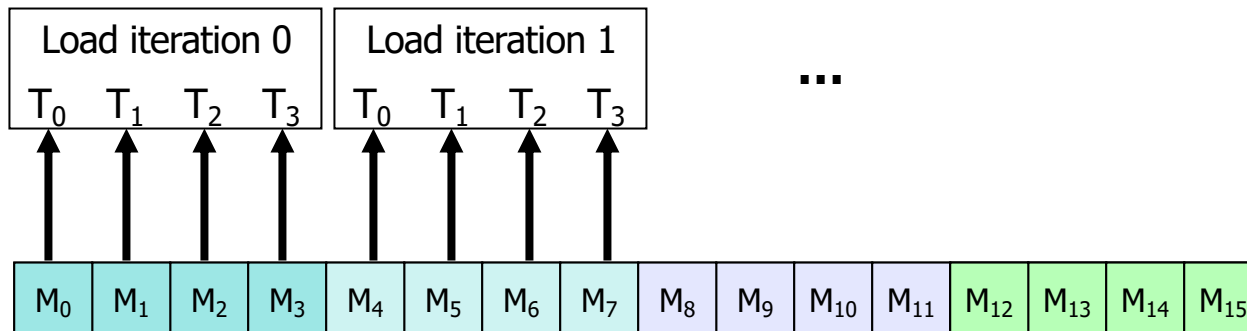 Load iteration 0 Load iteration 1
...
T₀ T₁ T₂ T₃ T₀ T₁ T₂ T₃
M₀ M₁ M₂ M₃ M₄ M₅ M₆ M₇ M₈ M₉ M₁₀ M₁₁ M₁₂ M₁₃ M₁₄ M₁₅